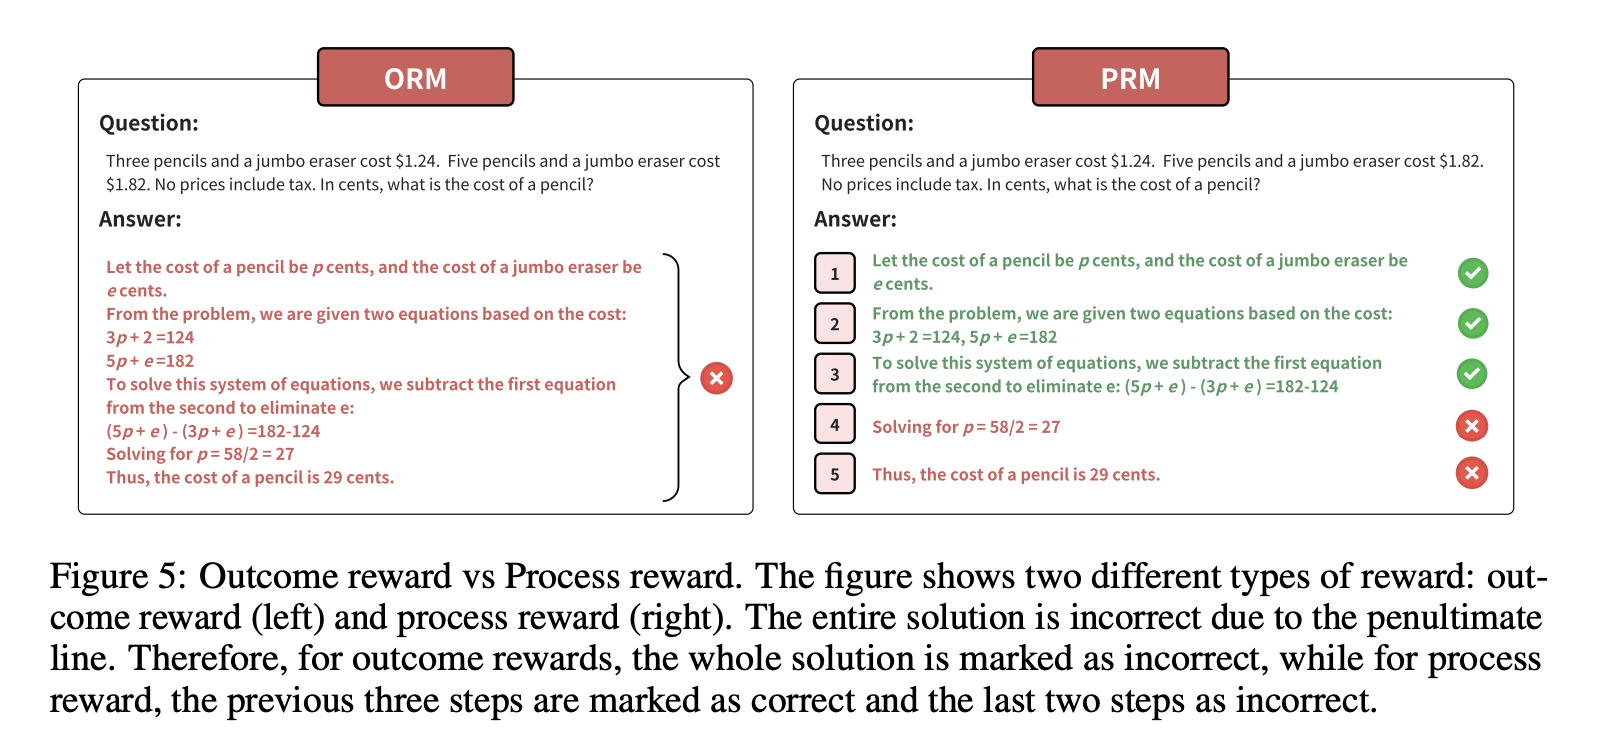 ORM
Question:
Three pencils and a jumbo eraser cost $1.24. Five pencils and a jumbo eraser cost
$1.82. No prices include tax. In cents, what is the cost of a pencil?
Answer:
Let the cost of a pencil be p cents, and the cost of a jumbo eraser be
e cents.
From the problem, we are given two equations based on the cost:
3p + 2 =124
5p + e =182
To solve this system of equations, we subtract the first equation
from the second to eliminate e:
(5p + e ) - (3p + e ) =182-124
Solving for p = 58/2 = 27
Thus, the cost of a pencil is 29 cents.
PRM
Question:
Three pencils and a jumbo eraser cost $1.24. Five pencils and a jumbo eraser cost $1.82.
No prices include tax. In cents, what is the cost of a pencil?
Answer:
1
Let the cost of a pencil be p cents, and the cost of a jumbo eraser be
e cents.
2
From the problem, we are given two equations based on the cost:
3p + 2 =124, 5p + e =182
3
To solve this system of equations, we subtract the first equation
from the second to eliminate e: (5p + e ) - (3p + e ) =182-124
4
Solving for p = 58/2 = 27
5
Thus, the cost of a pencil is 29 cents.
Figure 5: Outcome reward vs Process reward. The figure shows two different types of reward: out-
come reward (left) and process reward (right). The entire solution is incorrect due to the penultimate
line. Therefore, for outcome rewards, the whole solution is marked as incorrect, while for process
reward, the previous three steps are marked as correct and the last two steps as incorrect.